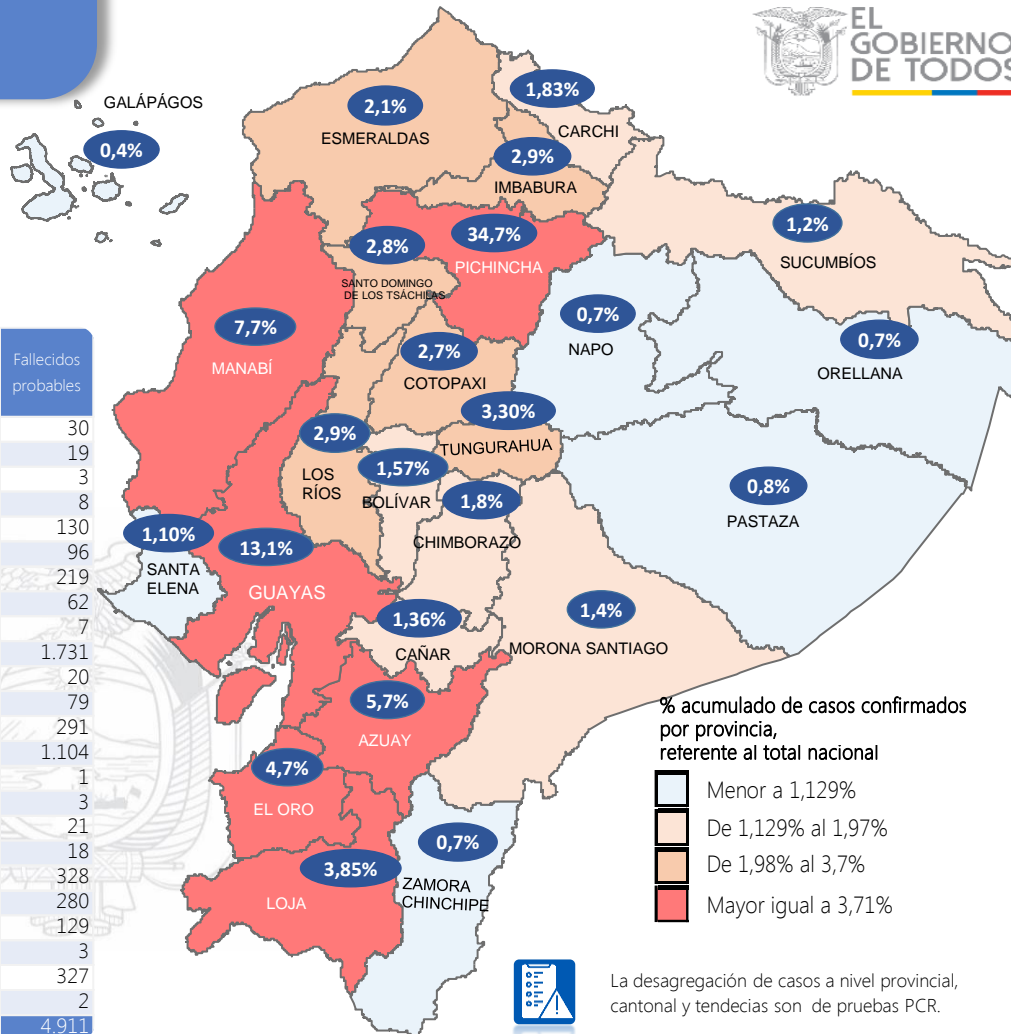 EL
GOBIERNO
DE TODOS
GALÁPÁGOS
0,4%
2,1%
ESMERALDAS
1,83%
CARCHI
2,9%
IMBABURA
1,2%
SUCUMBÍOS
2,8%
SANTO DOMINGO
DE LOS TSÁCHILAS
34,7%
PICHINCHA
7,7%
MANABÍ
0,7%
NAPO
0,7%
ORELLANA
2,7%
COTOPAXI
3,30%
TUNGURAHUA
2,9%
LOS
RÍOS
1,57%
BOLÍVAR
1,8%
CHIMBORAZO
0,8%
PASTAZA
1,10%
SANTA
ELENA
13,1%
GUAYAS
1,36%
CAÑAR
1,4%
MORONA SANTIAGO
5,7%
AZUAY
4,7%
EL ORO
3,85%
LOJA
0,7%
ZAMORA
CHINCHIPE
Fallecidos
probables
30
19
3
8
130
96
219
62
7
1.731
20
79
291
1.104
1
3
21
18
328
280
129
3
327
2
4.911
% acumulado de casos confirmados
por provincia,
referente al total nacional
Menor a 1,129%
De 1,129% al 1,97%
De 1,98% al 3,7%
Mayor igual a 3,71%
La desagregación de casos a nivel provincial,
cantonal y tendecias son de pruebas PCR.